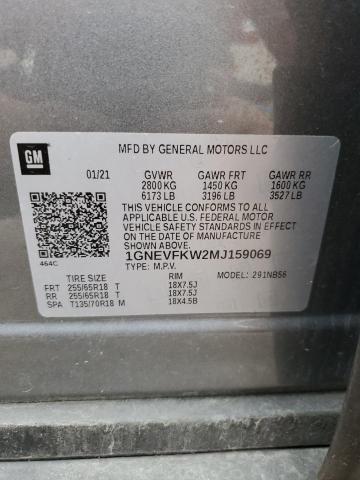 GM
MFD BY GENERAL MOTORS LLC
01/21 GVWR GAWR FRT GAWR RR
2800 KG 1450 KG 1600 KG
6173 LB 3196 LB 3527 LB
THIS VEHICLE CONFORMS TO ALL
APPLICABLE U.S. FEDERAL MOTOR
VEHICLE SAFETY STANDARDS IN EFFECT
ON THE DATE OF MANUFACTURE SHOWN ABOVE.
464C 1GNEVFKW2MJ159069
TYPE: M.P.V. MODEL: 291NB56
TIRE SIZE RIM
FRT 255/65R18 T 18X7.5J
RR 255/65R18 T 18X7.5J
SPA T135/70R18 M 18X4.5B